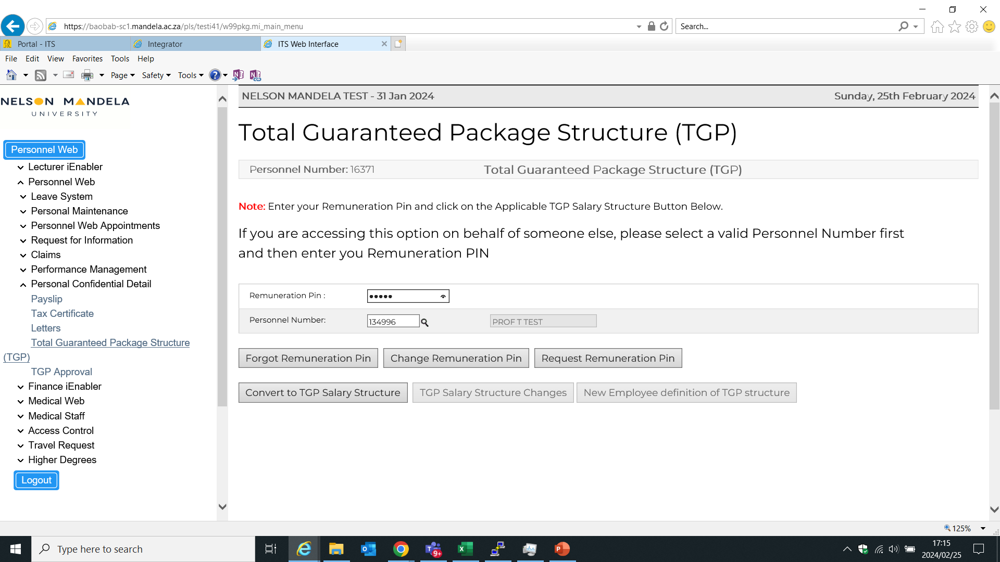 https://baobab-sc1.mandela.ac.za/pls/testi41/w99pkg.mi_main_menu
Search...
Portal - ITS
Integrator
ITS Web Interface
File Edit View Favorites Tools Help
Page Safety Tools
NELSON MANDELA
UNIVERSITY
Personnel Web
Lecturer iEnabler
Personnel Web
Leave System
Personal Maintenance
Personnel Web Appointments
Request for Information
Claims
Performance Management
Personal Confidential Detail
Payslip
Tax Certificate
Letters
Total Guaranteed Package Structure
(TGP)
TGP Approval
Finance iEnabler
Medical Web
Medical Staff
Access Control
Travel Request
Higher Degrees
Logout
NELSON MANDELA TEST - 31 Jan 2024
Sunday, 25th February 2024
Total Guaranteed Package Structure (TGP)
Personnel Number: 16371
Total Guaranteed Package Structure (TGP)
Note: Enter your Remuneration Pin and click on the Applicable TGP Salary Structure Button Below.
If you are accessing this option on behalf of someone else, please select a valid Personnel Number first
and then enter you Remuneration PIN
Remuneration Pin : •••••
Personnel Number: 134996 PROF T TEST
Forgot Remuneration Pin Change Remuneration Pin Request Remuneration Pin
Convert to TGP Salary Structure TGP Salary Structure Changes New Employee definition of TGP structure
125%
Type here to search
9+
17:15
2024/02/25